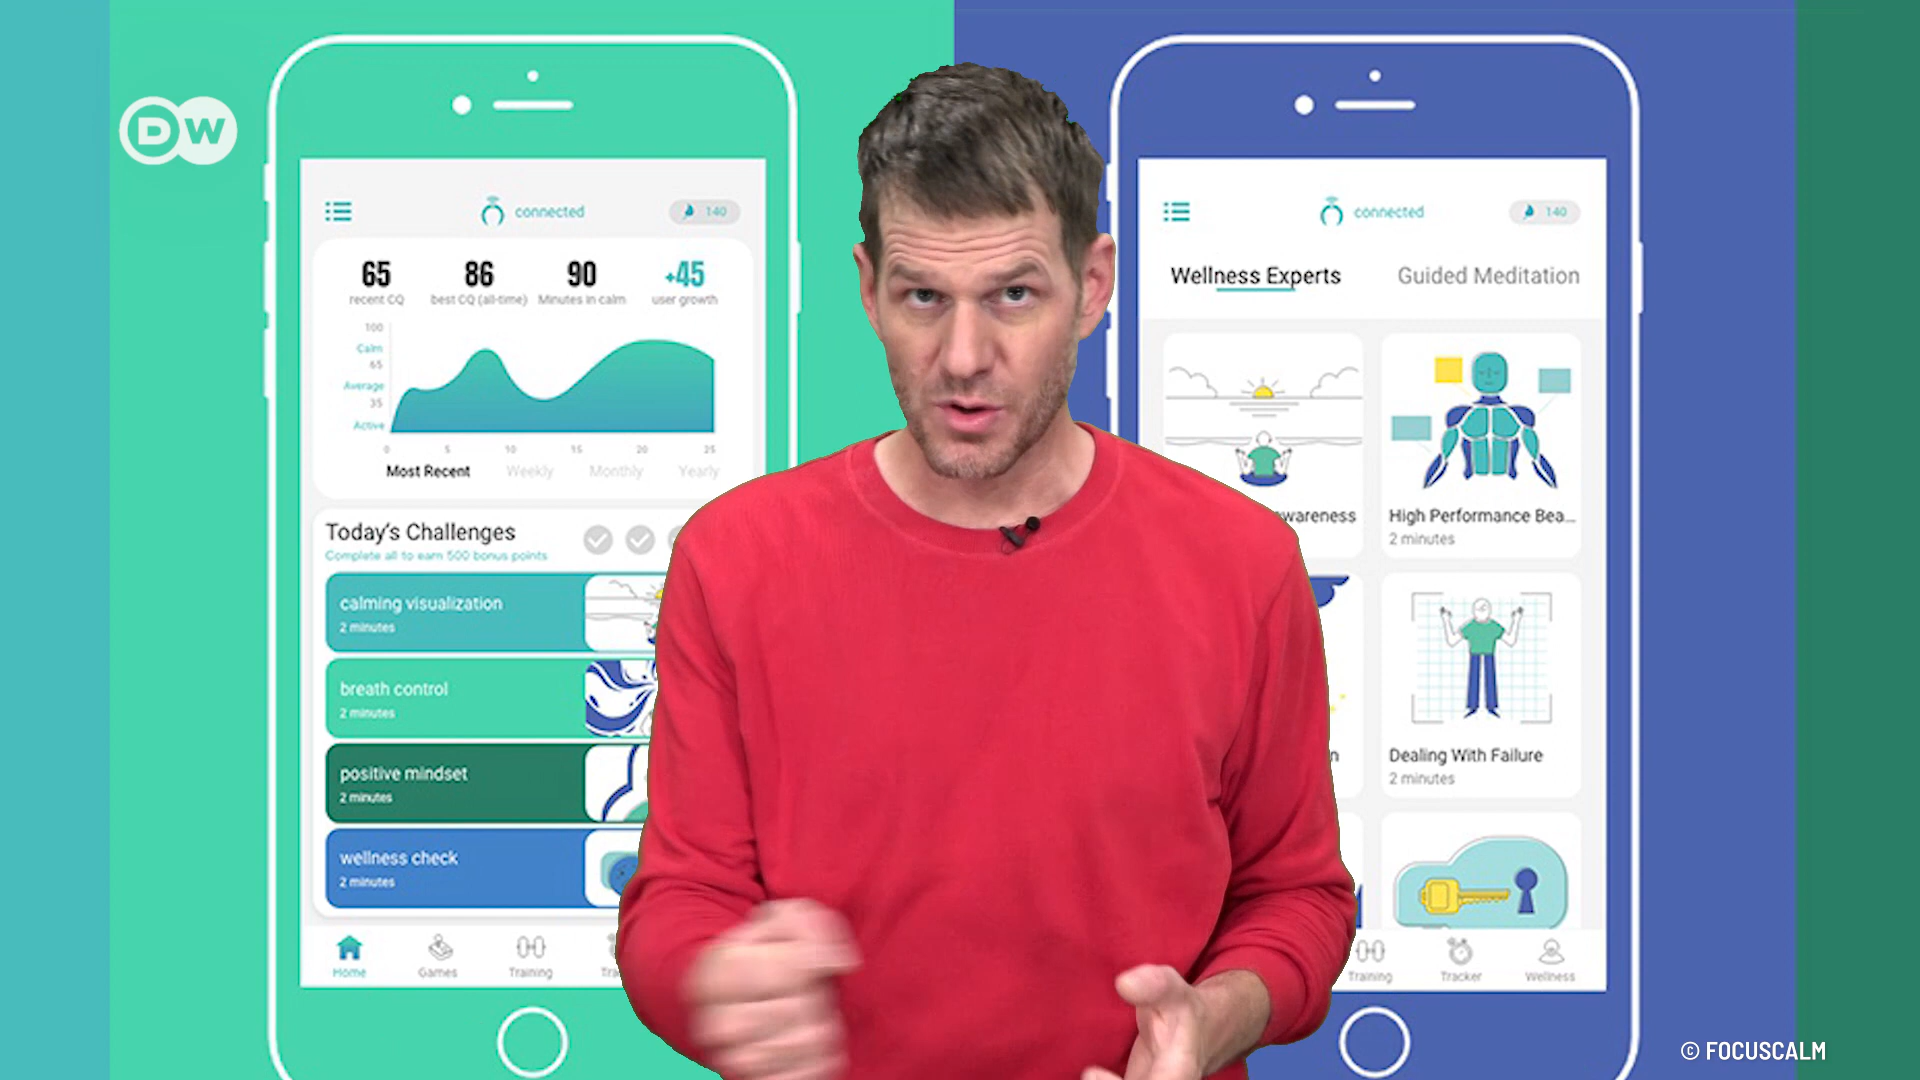 DW
connected
140
65
86
90
+45
recent CQ
best CQ (all-time)
Minutes in calm
user growth
100
Calm
65
Average
35
Active
0
5
10
15
20
25
Most Recent
Weekly
Monthly
Yearly
Today's Challenges
Complete all to earn 500 bonus points
calming visualization
2 minutes
breath control
2 minutes
positive mindset
2 minutes
wellness check
2 minutes
Home
Games
Training
Tra
connected
140
Wellness Experts
Guided Meditation
wareness
High Performance Bea...
2 minutes
n
Dealing With Failure
2 minutes
Training
Tracker
Wellness
© FOCUSCALM